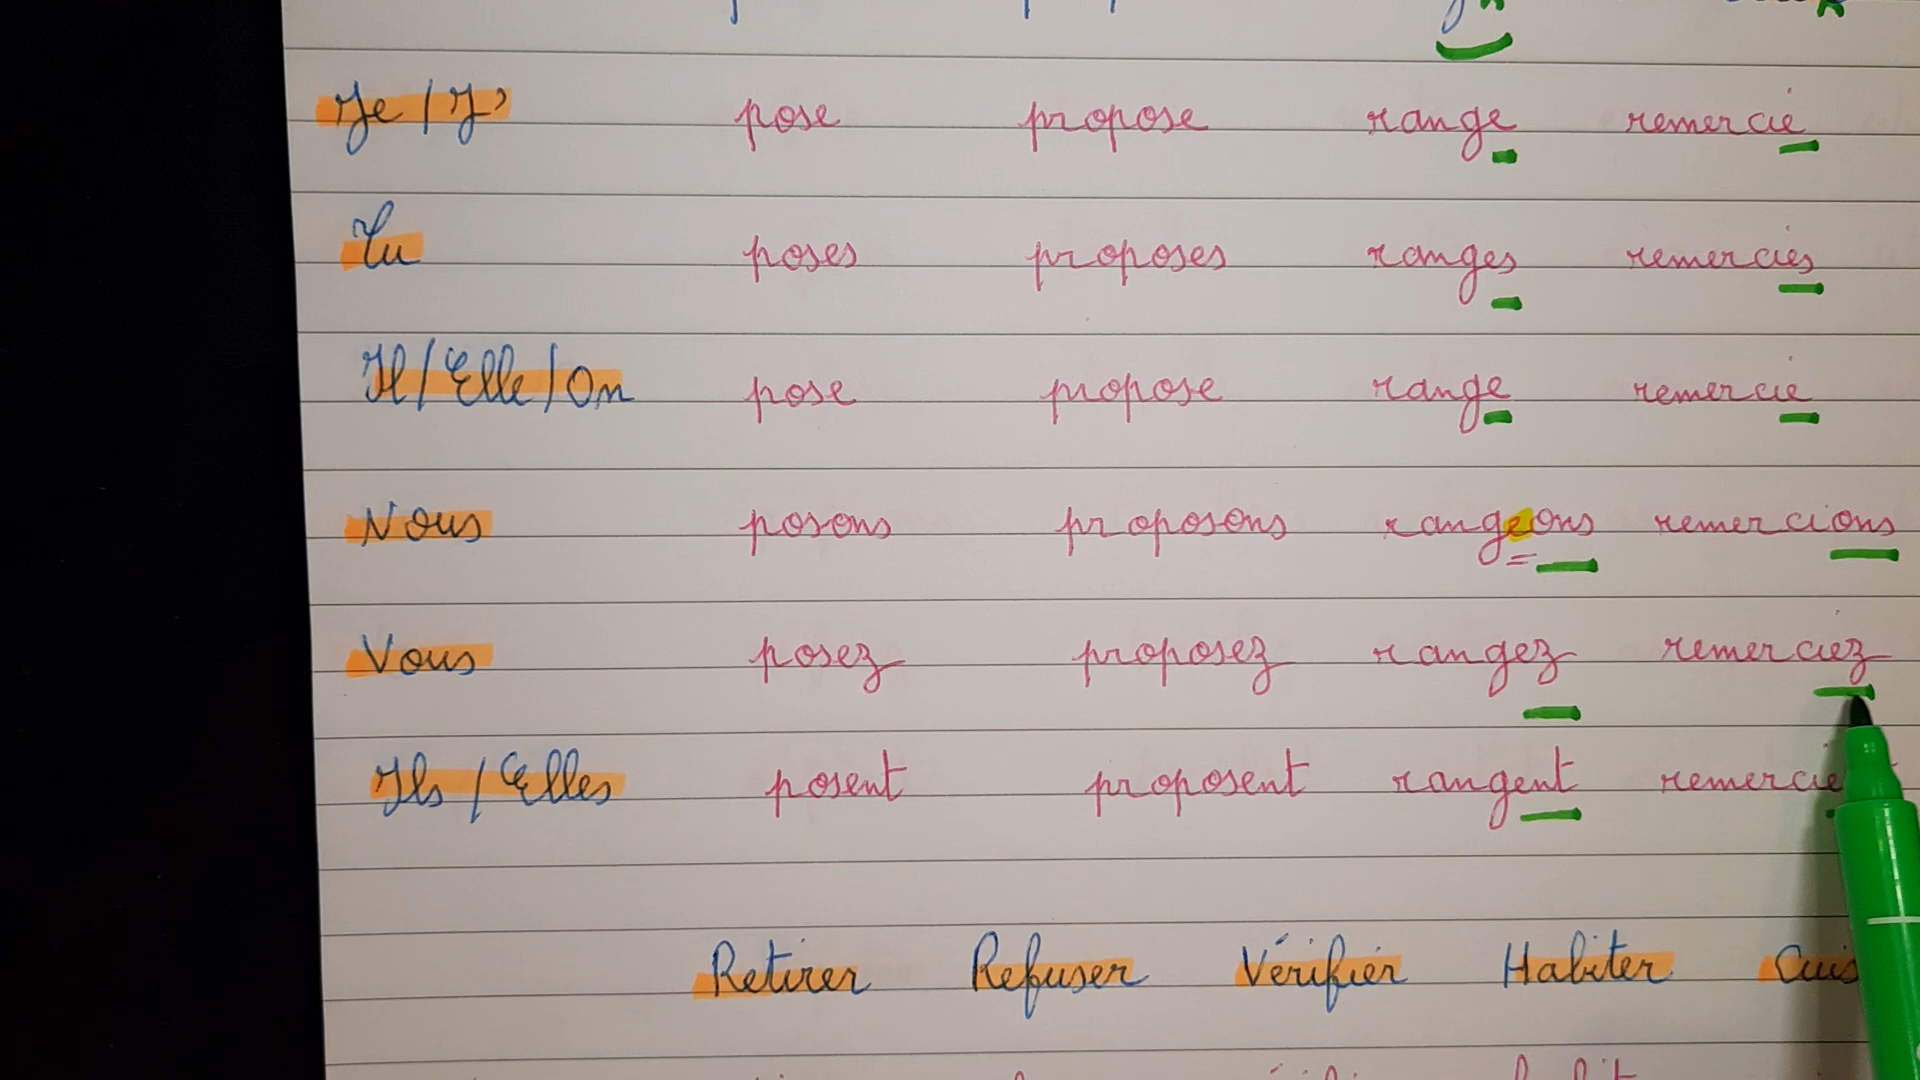 Je / J' pose propose range remercie
Tu poses proposes ranges remercies
Il / Elle / On pose propose range remercie
Nous posons proposons rangeons remercions
Vous posez proposez rangez remerciez
Ils / Elles posent proposent rangent
Retirer Refuser Vérifier Habiter